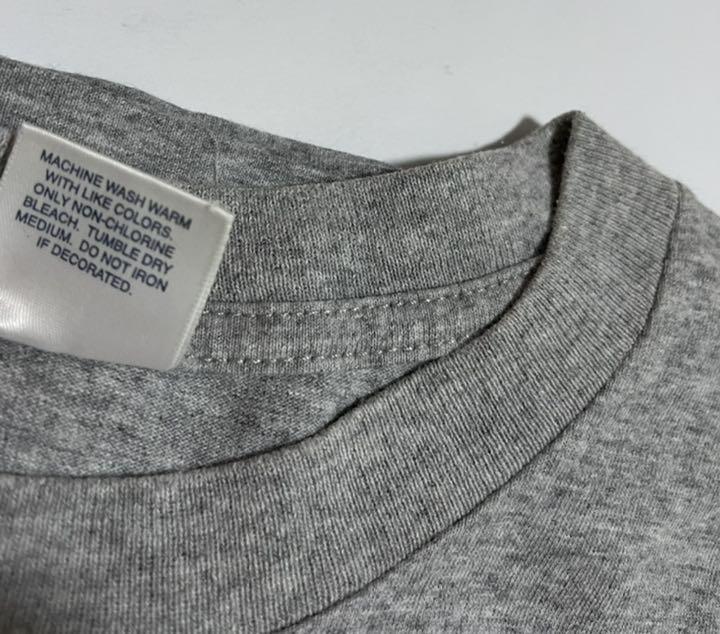 MACHINE WASH WARM
WITH LIKE COLORS.
ONLY NON-CHLORINE
BLEACH. TUMBLE DRY
MEDIUM. DO NOT IRON
IF DECORATED.